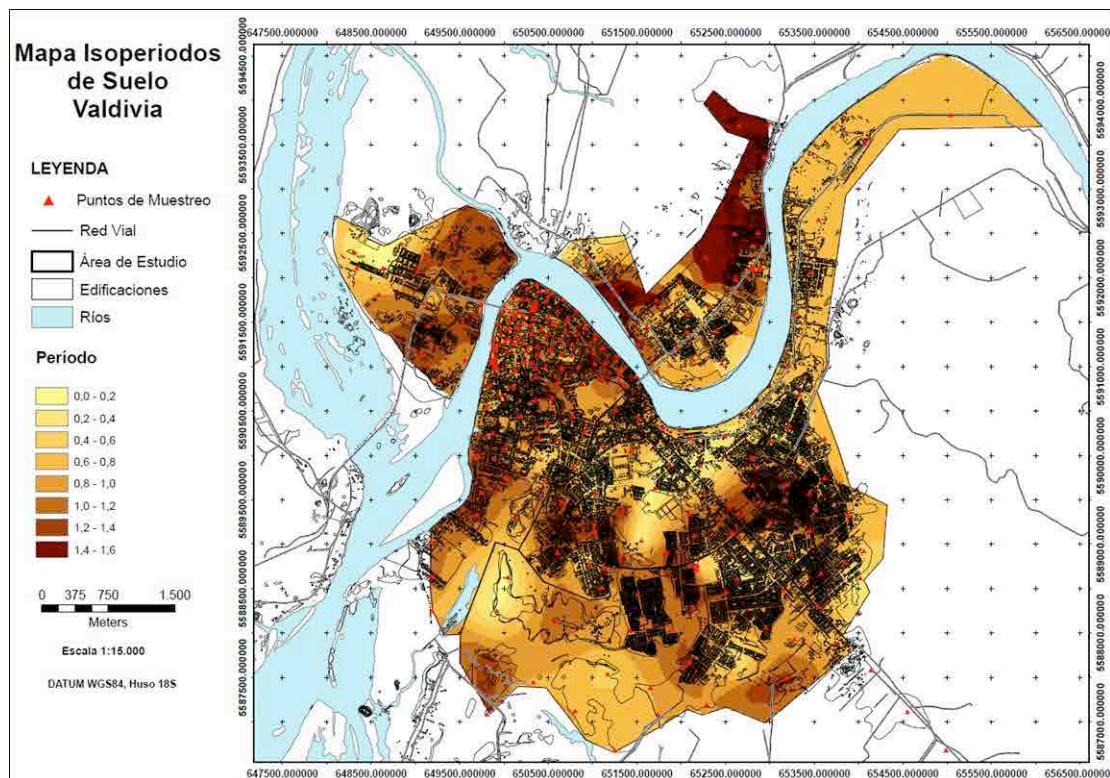 Mapa Isoperiodos
de Suelo
Valdivia
LEYENDA
Puntos de Muestreo
Red Vial
Área de Estudio
Edificaciones
Ríos
Período
0,0 - 0,2
0,2 - 0,4
0,4 - 0,6
0,6 - 0,8
0,8 - 1,0
1,0 - 1,2
1,2 - 1,4
1,4 - 1,6
0 375 750 1.500
Meters
Escala 1:15.000
DATUM WGS84, Huso 18S
647500.000000 648500.000000 649500.000000 650500.000000 651500.000000 652500.000000 653500.000000 654500.000000 655500.000000 656500.000000
5594500.000000
5593500.000000
5592500.000000
5591500.000000
5590500.000000
5589500.000000
5588500.000000
5587500.000000
5594000.000000
5593000.000000
5592000.000000
5591000.000000
5590000.000000
5589000.000000
5588000.000000
5587000.000000
647500.000000 648500.000000 649500.000000 650500.000000 651500.000000 652500.000000 653500.000000 654500.000000 655500.000000 656500.000000